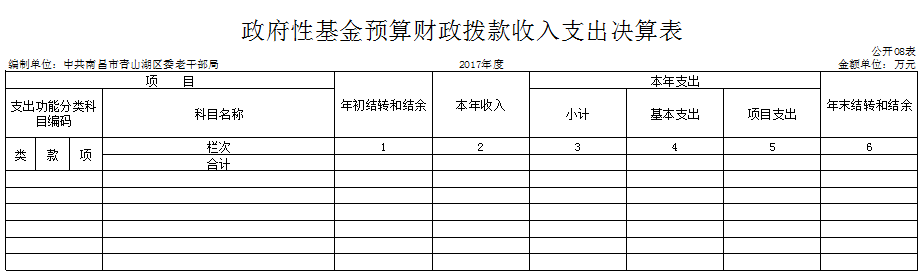 政府性基金预算财政拨款收入支出决算表
公开08表
编制单位：中共南昌市青山湖区委老干部局 2017年度 金额单位：万元
项 目 年初结转和结余 本年收入 本年支出 年末结转和结余
支出功能分类科目编码 科目名称 小计 基本支出 项目支出
类 款 项 栏次 1 2 3 4 5 6
合计